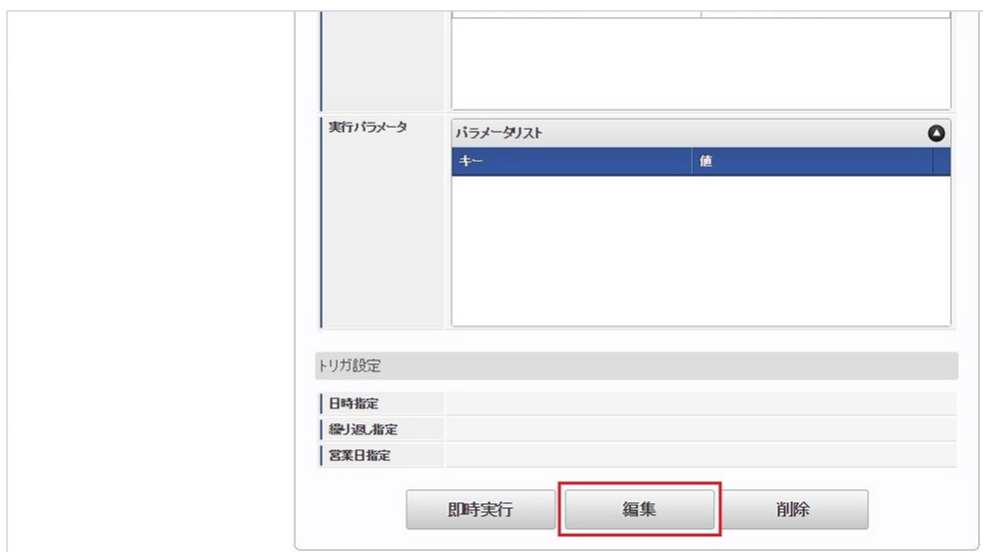 実行パラメータ
パラメータリスト
キー 値
トリガ設定
日時指定
繰り返し指定
営業日指定
即時実行 編集 削除